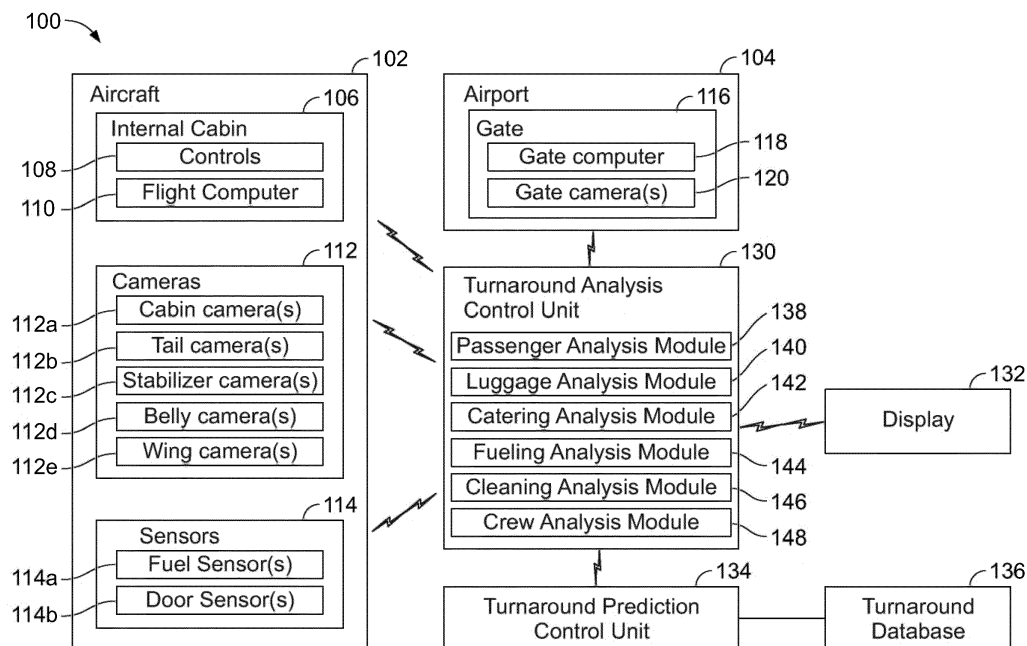 100
102
Aircraft
106
Internal Cabin
108
Controls
110
Flight Computer
112
Cameras
112a
Cabin camera(s)
112b
Tail camera(s)
112c
Stabilizer camera(s)
112d
Belly camera(s)
112e
Wing camera(s)
114
Sensors
114a
Fuel Sensor(s)
114b
Door Sensor(s)
104
Airport
116
Gate
Gate computer
118
Gate camera(s)
120
130
Turnaround Analysis
Control Unit
138
Passenger Analysis Module
140
Luggage Analysis Module
142
Catering Analysis Module
Fueling Analysis Module
144
Cleaning Analysis Module
146
Crew Analysis Module
148
132
Display
134
Turnaround Prediction
Control Unit
136
Turnaround
Database